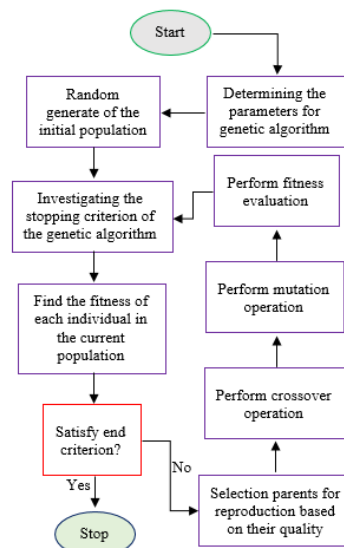 Start
Determining the
parameters for
genetic algorithm
Random
generate of the
initial population
Investigating the
stopping criterion of
the genetic algorithm
Find the fitness of
each individual in
the current
population
Satisfy end
criterion?
Yes
No
Stop
Selection parents for
reproduction based
on their quality
Perform crossover
operation
Perform mutation
operation
Perform fitness
evaluation